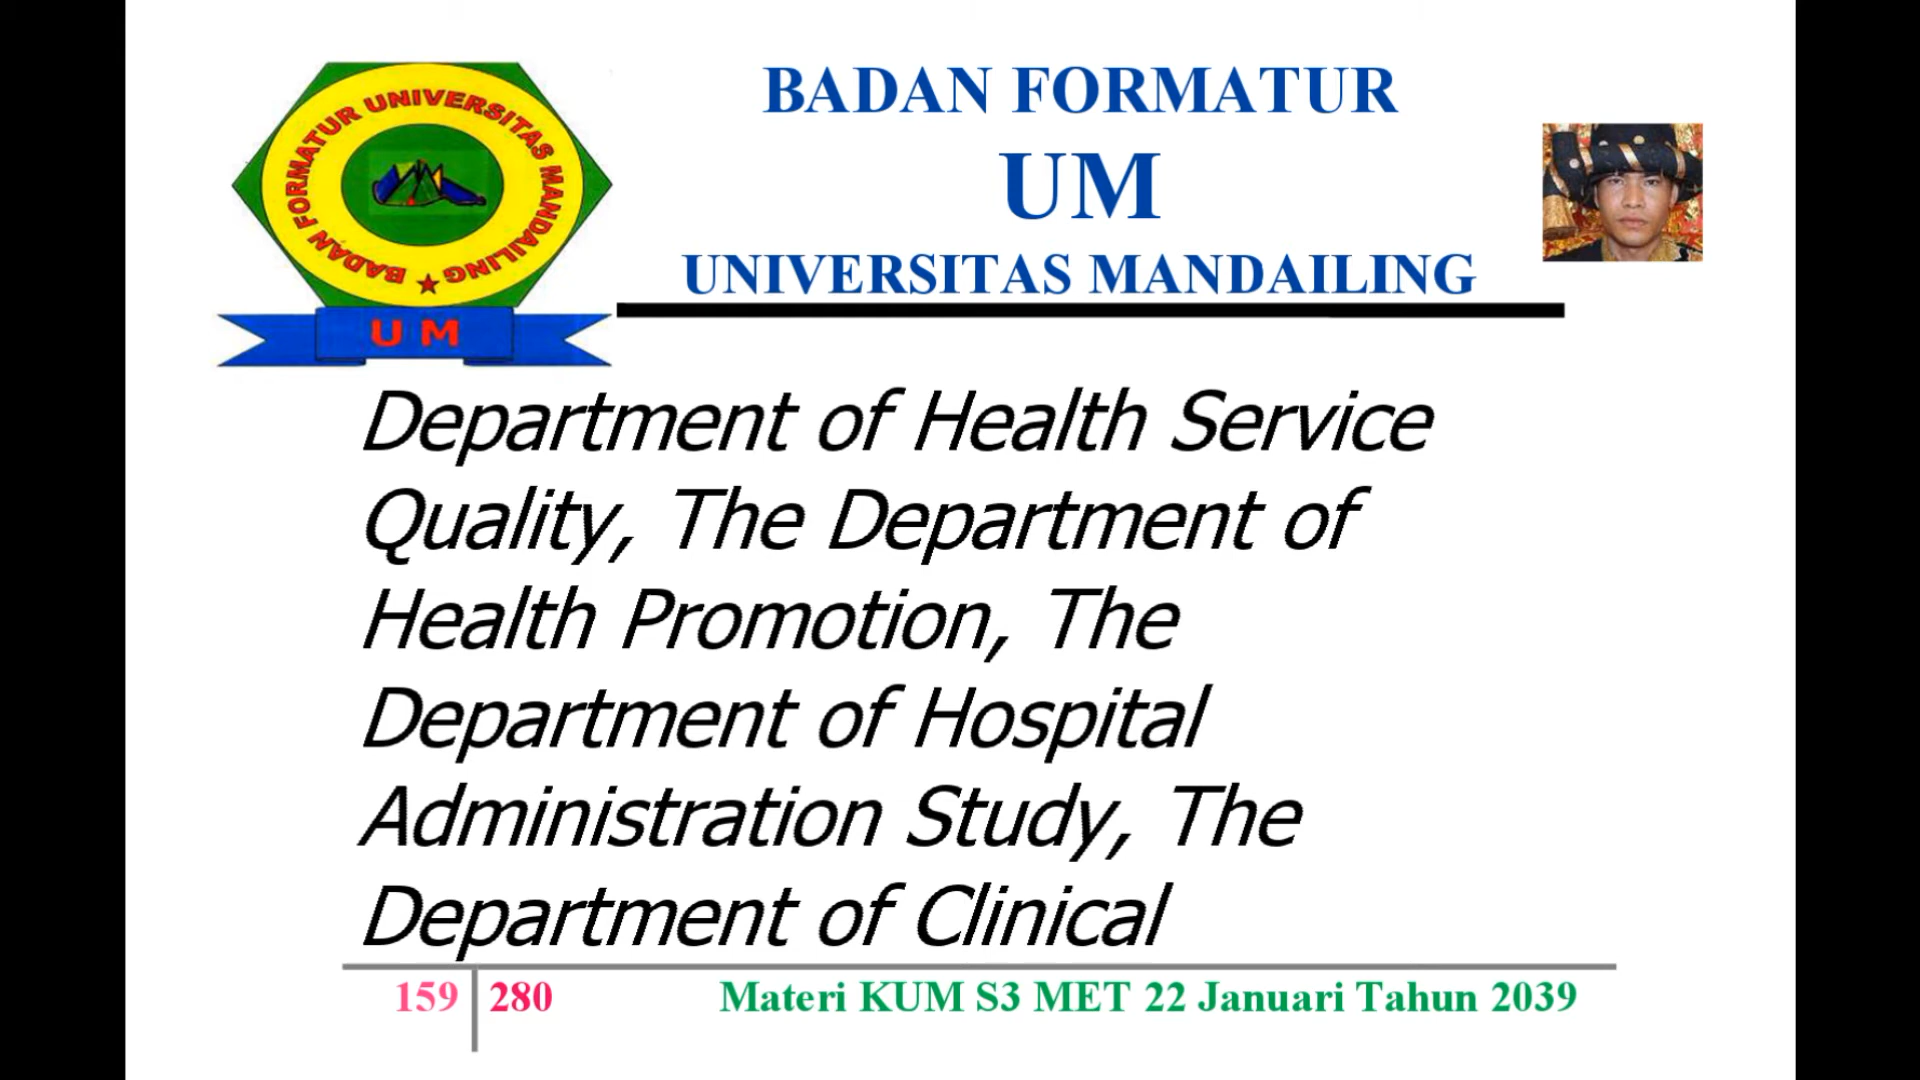 BADAN FORMATUR UNIVERSITAS MANDAILING
U M
BADAN FORMATUR
UM
UNIVERSITAS MANDAILING
Department of Health Service
Quality, The Department of
Health Promotion, The
Department of Hospital
Administration Study, The
Department of Clinical
159 280 Materi KUM S3 MET 22 Januari Tahun 2039